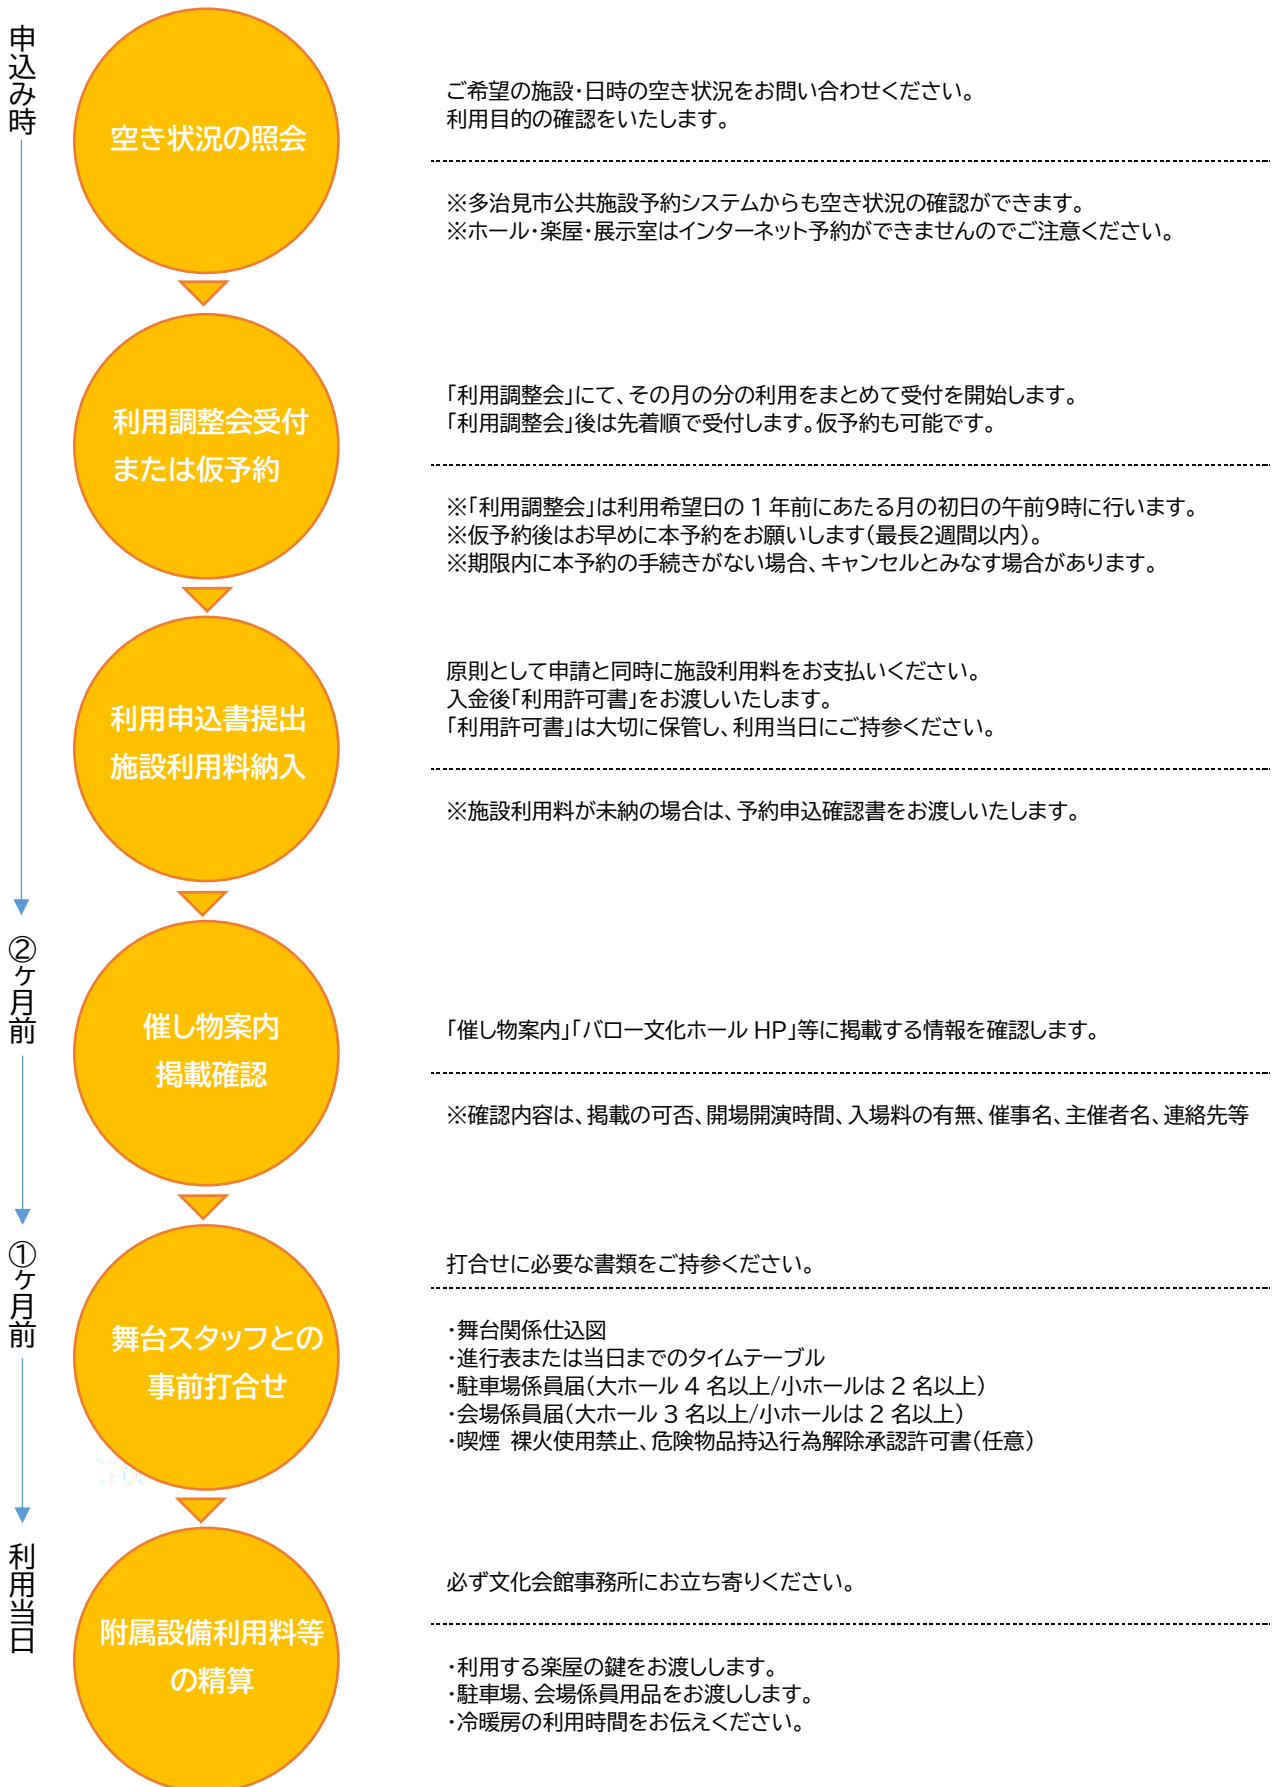 申込み時
空き状況の照会
ご希望の施設・日時の空き状況をお問い合わせください。
利用目的の確認をいたします。
※多治見市公共施設予約システムからも空き状況の確認ができます。
※ホール・楽屋・展示室はインターネット予約ができませんのでご注意ください。
利用調整会受付
または仮予約
「利用調整会」にて、その月の分の利用をまとめて受付を開始します。
「利用調整会」後は先着順で受付します。仮予約も可能です。
※「利用調整会」は利用希望日の1年前にあたる月の初日の午前9時に行います。
※仮予約後はお早めに本予約をお願いします(最長2週間以内)。
※期限内に本予約の手続きがない場合、キャンセルとみなす場合があります。
利用申込書提出
施設利用料納入
原則として申請と同時に施設利用料をお支払いください。
入金後「利用許可書」をお渡しいたします。
「利用許可書」は大切に保管し、利用当日にご持参ください。
※施設利用料が未納の場合は、予約申込確認書をお渡しいたします。
②ヶ月前
催し物案内
掲載確認
「催し物案内」「バロー文化ホール HP」等に掲載する情報を確認します。
※確認内容は、掲載の可否、開場開演時間、入場料の有無、催事名、主催者名、連絡先等
①ヶ月前
舞台スタッフとの
事前打合せ
打合せに必要な書類をご持参ください。
・舞台関係仕込図
・進行表または当日までのタイムテーブル
・駐車場係員届(大ホール 4 名以上/小ホールは 2 名以上)
・会場係員届(大ホール 3 名以上/小ホールは 2 名以上)
・喫煙 裸火使用禁止、危険物品持込行為解除承認許可書(任意)
利用当日
附属設備利用料等
の精算
必ず文化会館事務所にお立ち寄りください。
・利用する楽屋の鍵をお渡しします。
・駐車場、会場係員用品をお渡しします。
・冷暖房の利用時間をお伝えください。